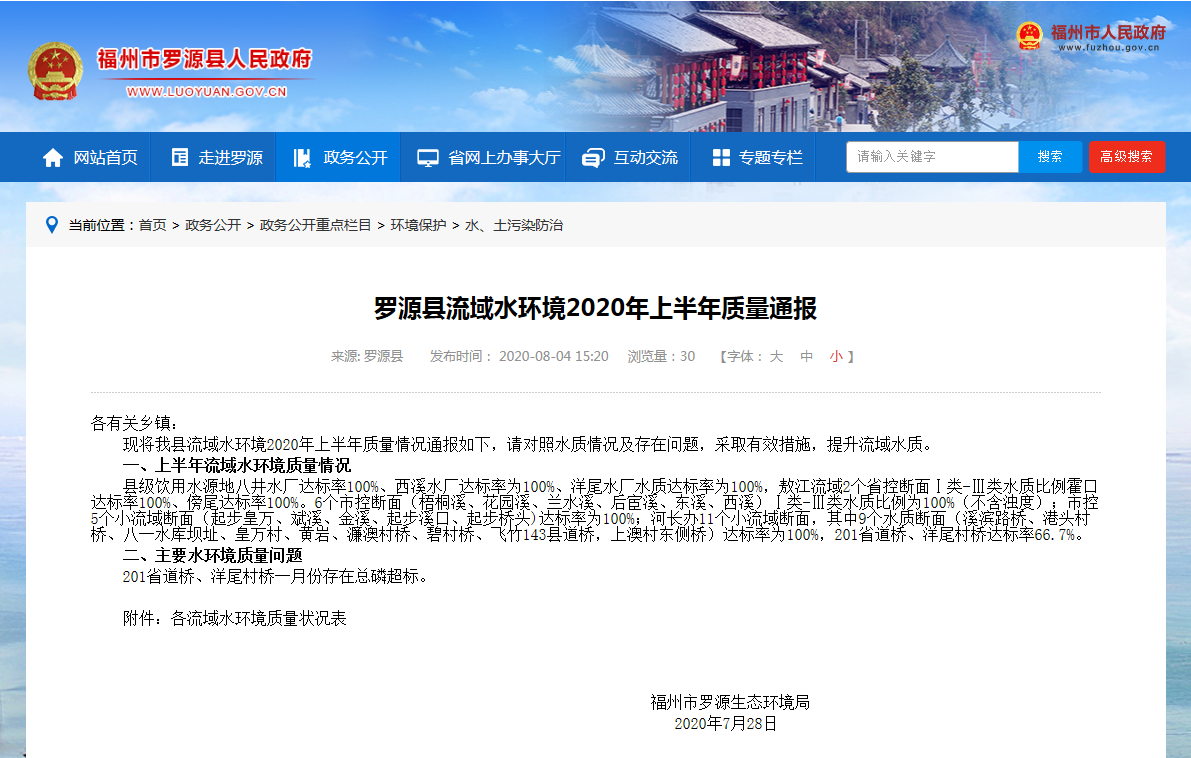 福州市罗源县人民政府
WWW.LUOYUAN.GOV.CN
福州市人民政府
www.fuzhou.gov.cn
网站首页 走进罗源 政务公开 省网上办事大厅 互动交流 专题专栏 请输入关键字 搜索 高级搜索
当前位置：首页 > 政务公开 > 政务公开重点栏目 > 环境保护 > 水、土污染防治
罗源县流域水环境2020年上半年质量通报
来源: 罗源县 发布时间： 2020-08-04 15:20 浏览量：30 【字体： 大 中 小 】
各有关乡镇：
现将我县流域水环境2020年上半年质量情况通报如下，请对照水质情况及存在问题，采取有效措施，提升流域水质。
一、上半年流域水环境质量情况
县级饮用水源地八井水厂达标率100%、西溪水厂达标率为100%、洋尾水厂水质达标率为100%，敖江流域2个省控断面Ⅰ类-Ⅲ类水质比例霍口
达标率100%、傍尾达标率100%。6个市控断面（梧桐溪、花园溪、兰水溪、后宦溪、东溪、西溪）Ⅰ类-Ⅲ类水质比例为100%（不含浊度）；市控
5个小流域断面（起步皇万、斌溪、金溪、起步溪口、起步桥头)达标率为100%；河长办11个小流域断面，其中9个水质断面（溪滨路桥、港头村
桥、八一水库坝址、皇万村、黄岩、濂澳村桥、碧村桥、飞竹143县道桥，上澳村东侧桥）达标率为100%，201省道桥、洋尾村桥达标率66.7%。
二、主要水环境质量问题
201省道桥、洋尾村桥一月份存在总磷超标。
附件：各流域水环境质量状况表
福州市罗源生态环境局
2020年7月28日